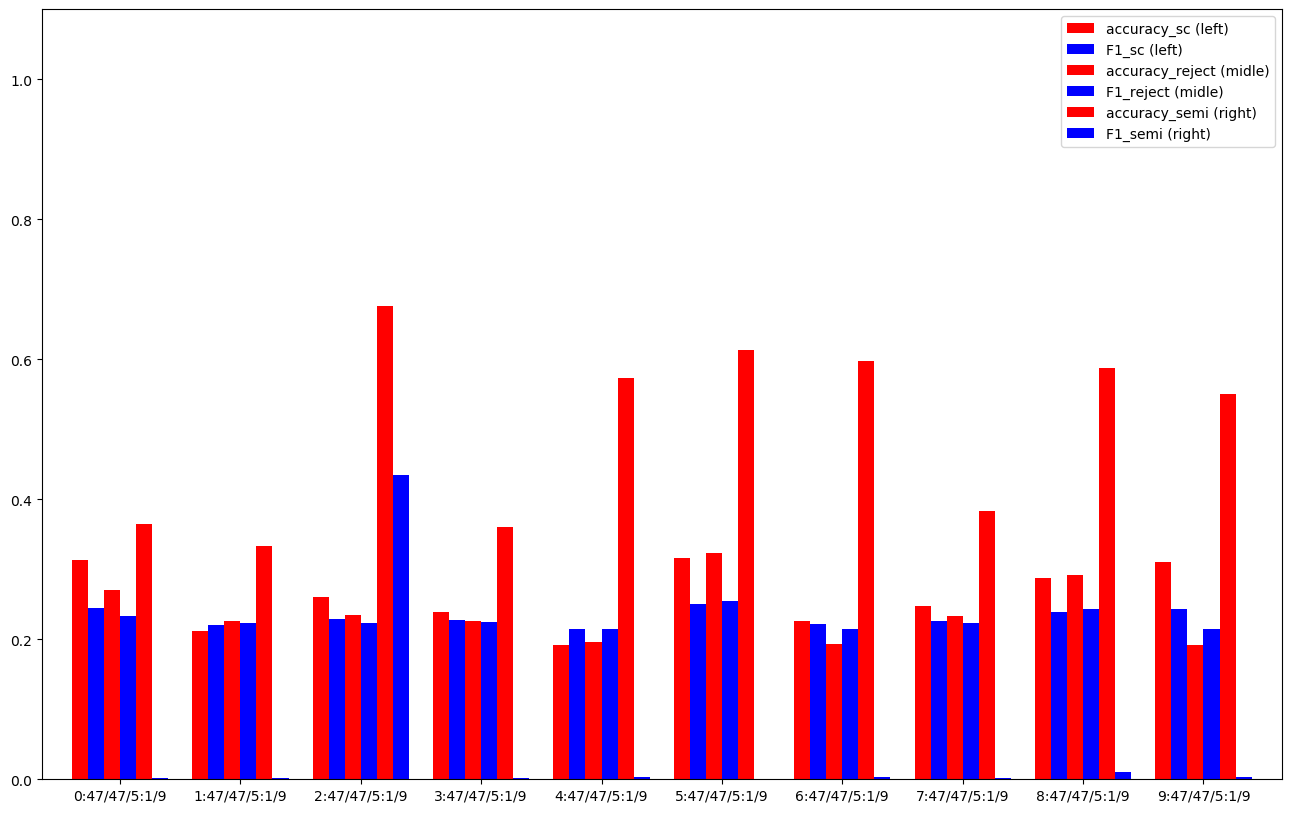 accuracy_sc (left)
F1_sc (left)
accuracy_reject (midle)
F1_reject (midle)
accuracy_semi (right)
F1_semi (right)
1.0
0.8
0.6
0.4
0.2
0.0
0:47/47/5:1/9 1:47/47/5:1/9 2:47/47/5:1/9 3:47/47/5:1/9 4:47/47/5:1/9 5:47/47/5:1/9 6:47/47/5:1/9 7:47/47/5:1/9 8:47/47/5:1/9 9:47/47/5:1/9